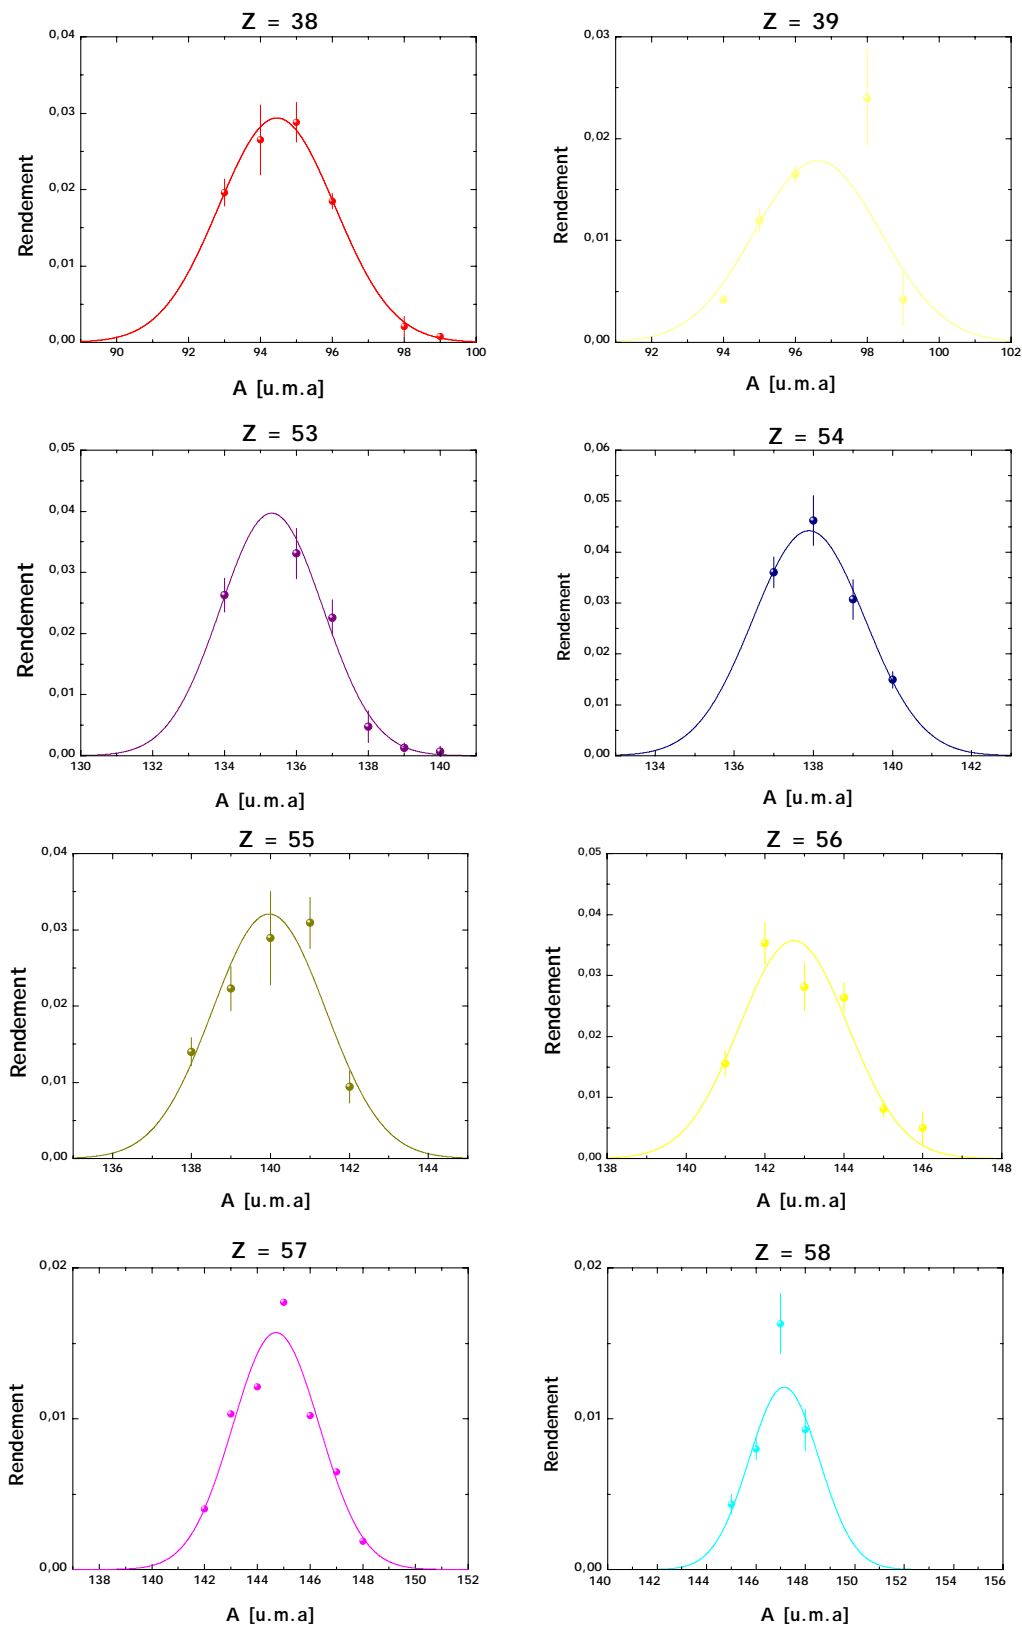 Z = 38
0,04
0,03
0,02
0,01
0,00
Rendement
90 92 94 96 98 100
A [u.m.a]
Z = 39
0,03
0,02
0,01
0,00
Rendement
92 94 96 98 100 102
A [u.m.a]
Z = 53
0,05
0,04
0,03
0,02
0,01
0,00
Rendement
130 132 134 136 138 140
A [u.m.a]
Z = 54
0,06
0,05
0,04
0,03
0,02
0,01
0,00
Rendement
134 136 138 140 142
A [u.m.a]
Z = 55
0,04
0,03
0,02
0,01
0,00
Rendement
136 138 140 142 144
A [u.m.a]
Z = 56
0,05
0,04
0,03
0,02
0,01
0,00
Rendement
138 140 142 144 146 148
A [u.m.a]
Z = 57
0,02
0,01
0,00
Rendement
138 140 142 144 146 148 150 152
A [u.m.a]
Z = 58
0,02
0,01
0,00
Rendement
140 142 144 146 148 150 152 154 156
A [u.m.a]